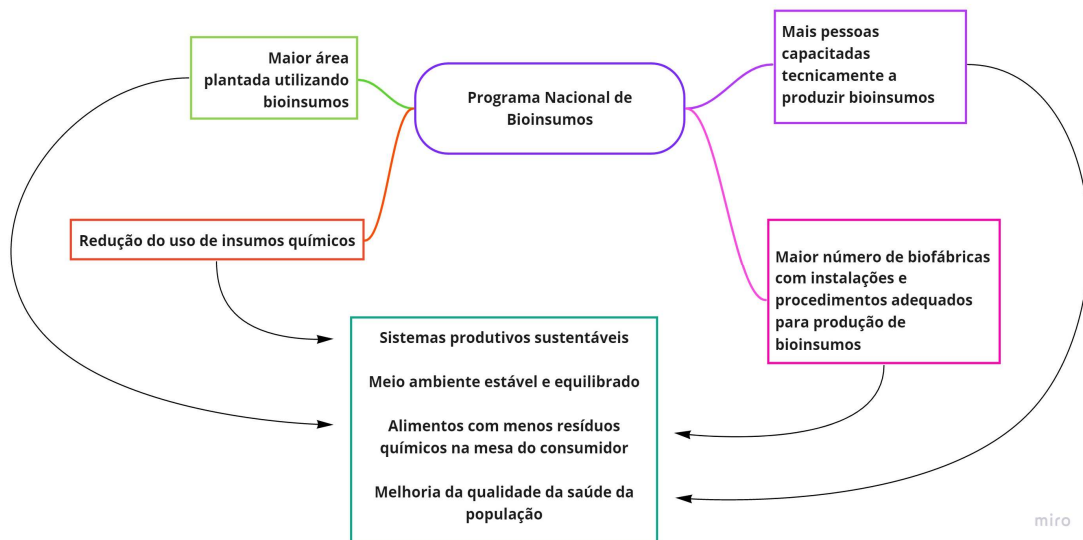 Maior área
plantada utilizando
bioinsumos
Programa Nacional de
Bioinsumos
Mais pessoas
capacitadas
tecnicamente a
produzir bioinsumos
Redução do uso de insumos químicos
Maior número de biofábricas
com instalações e
procedimentos adequados
para produção de
bioinsumos
Sistemas produtivos sustentáveis
Meio ambiente estável e equilibrado
Alimentos com menos resíduos
químicos na mesa do consumidor
Melhoria da qualidade da saúde da
população
miro